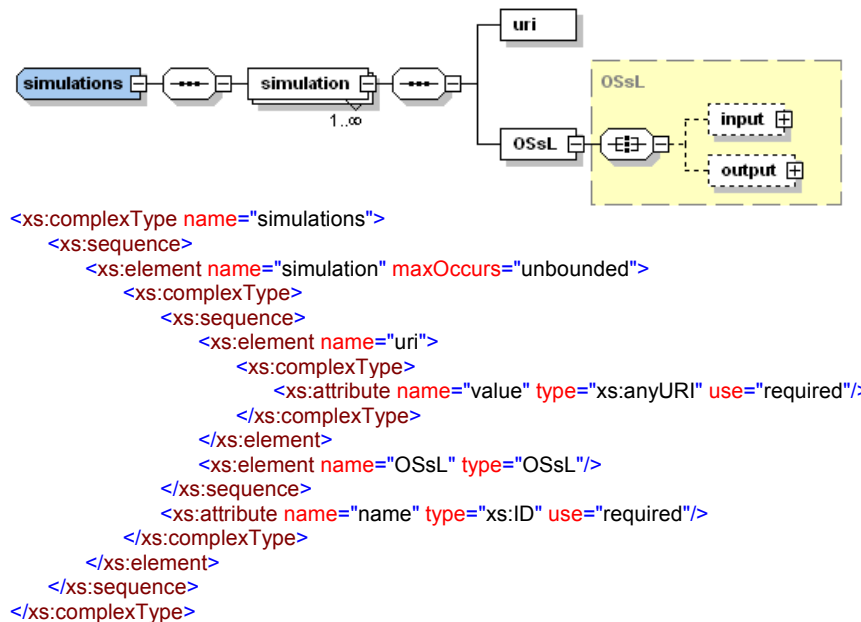 uri
OSsL
simulations
simulation
1..∞
input
OSsL
output
<xs:complexType name="simulations">
<xs:sequence>
<xs:element name="simulation" maxOccurs="unbounded">
<xs:complexType>
<xs:sequence>
<xs:element name="uri">
<xs:complexType>
<xs:attribute name="value" type="xs:anyURI" use="required"/>
</xs:complexType>
</xs:element>
<xs:element name="OSsL" type="OSsL"/>
</xs:sequence>
<xs:attribute name="name" type="xs:ID" use="required"/>
</xs:complexType>
</xs:element>
</xs:sequence>
</xs:complexType>